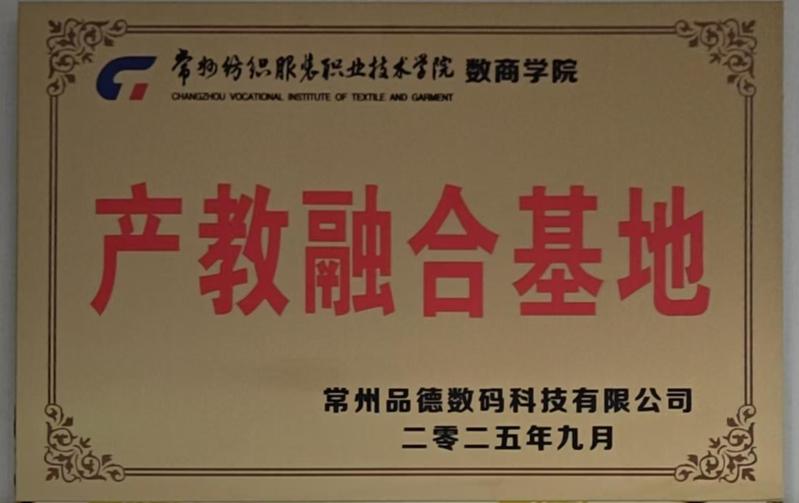 常州纺织服装职业技术学院 数商学院
CHANGZHOU VOCATIONAL INSTITUTE OF TEXTILE AND GARMENT
产教融合基地
常州品德数码科技有限公司
二零二五年九月